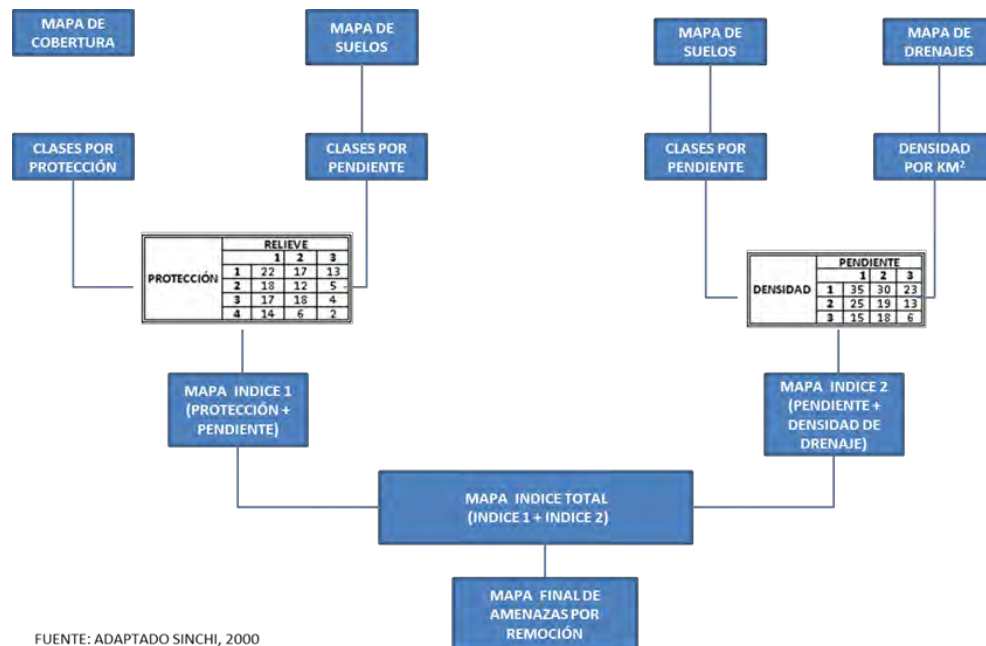 MAPA DE
COBERTURA
MAPA DE
SUELOS
MAPA DE
SUELOS
MAPA DE
DRENAJES
CLASES POR
PROTECCIÓN
CLASES POR
PENDIENTE
CLASES POR
PENDIENTE
DENSIDAD
POR KM²
PROTECCIÓN
RELIEVE
1 2 3
1 22 17 13
2 18 12 5
3 17 18 4
4 14 6 2
DENSIDAD
PENDIENTE
1 2 3
1 35 30 23
2 25 19 13
3 15 18 6
MAPA INDICE 1
(PROTECCIÓN +
PENDIENTE)
MAPA INDICE 2
(PENDIENTE +
DENSIDAD DE
DRENAJE)
MAPA INDICE TOTAL
(INDICE 1 + INDICE 2)
MAPA FINAL DE
AMENAZAS POR
REMOCIÓN
FUENTE: ADAPTADO SINCHI, 2000